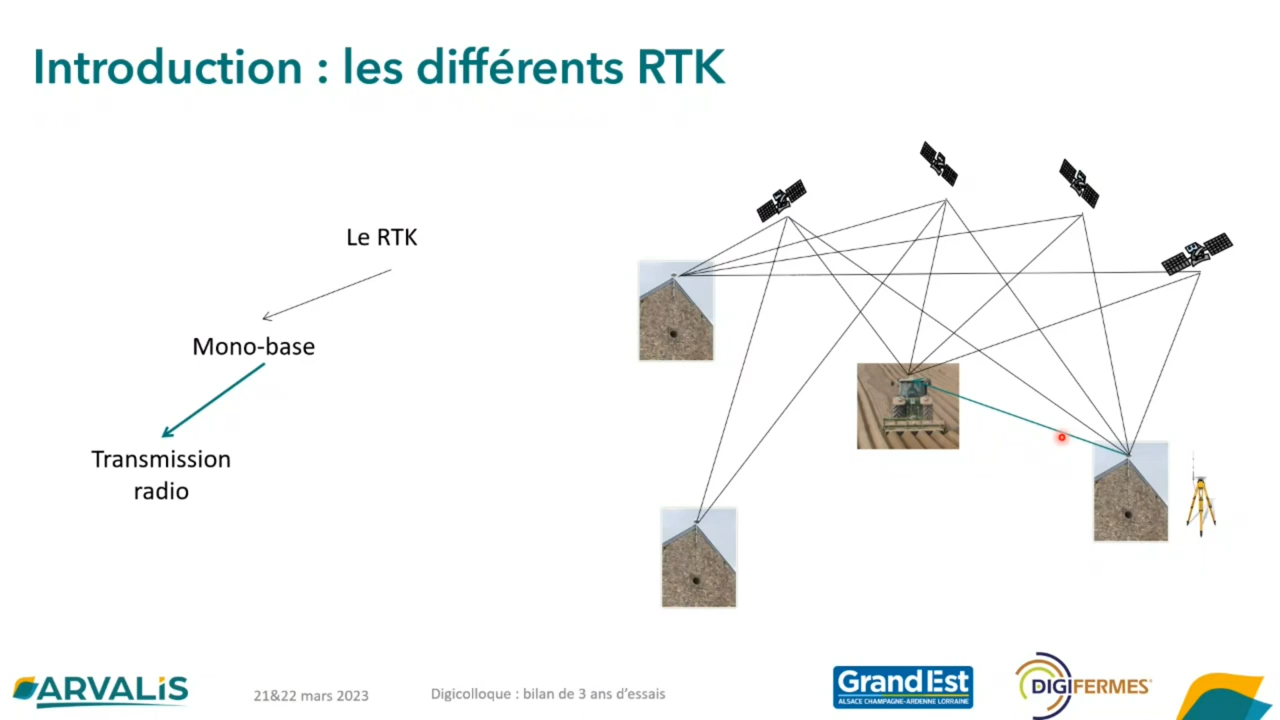 Introduction : les différents RTK
Le RTK
Mono-base
Transmission
radio
ARVALIS
21&22 mars 2023
Digicolloque : bilan de 3 ans d'essais
Grand Est
ALSACE CHAMPAGNE-ARDENNE LORRAINE
DIGIFERMES®